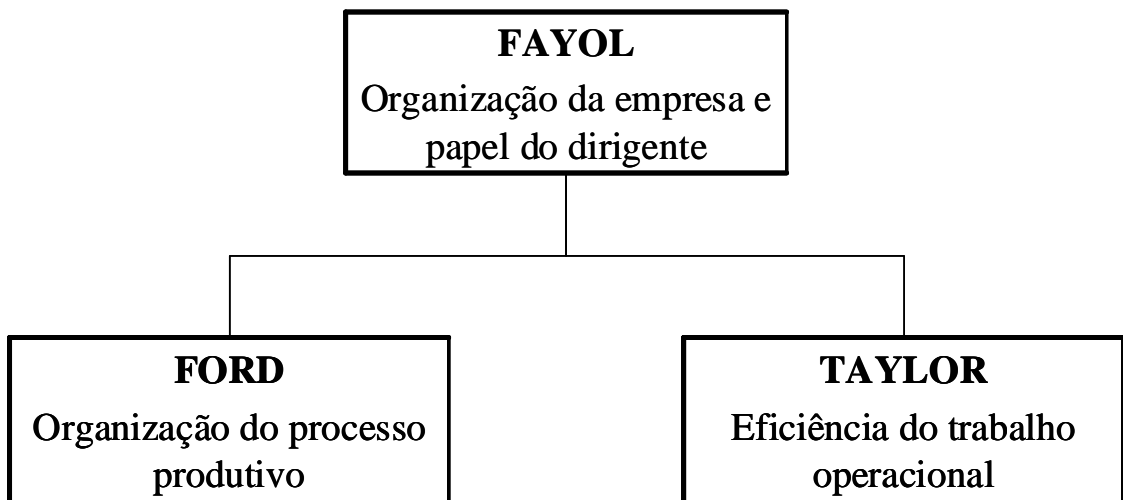 FAYOL
Organização da empresa e
papel do dirigente
FORD
Organização do processo
produtivo
TAYLOR
Eficiência do trabalho
operacional